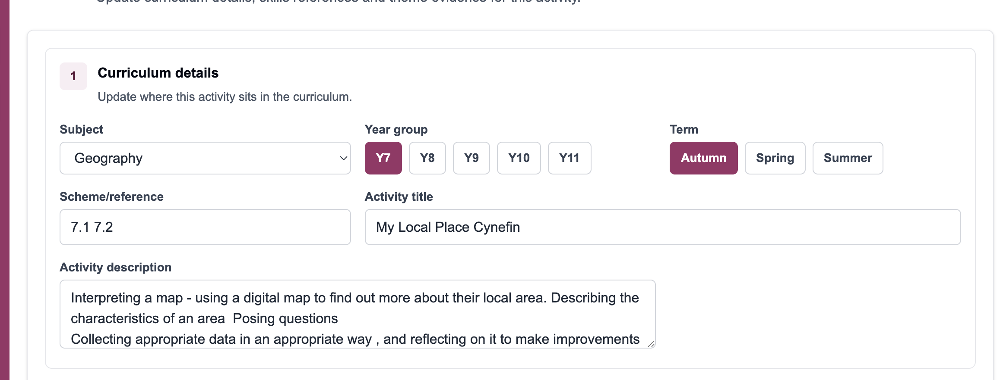 Update curriculum details, skills references and theme evidence for this activity.
1
Curriculum details
Update where this activity sits in the curriculum.
Subject
Year group
Term
Geography
Y7
Y8
Y9
Y10
Y11
Autumn
Spring
Summer
Scheme/reference
Activity title
7.1 7.2
My Local Place Cynefin
Activity description
Interpreting a map - using a digital map to find out more about their local area. Describing the
characteristics of an area  Posing questions
Collecting appropriate data in an appropriate way , and reflecting on it to make improvements